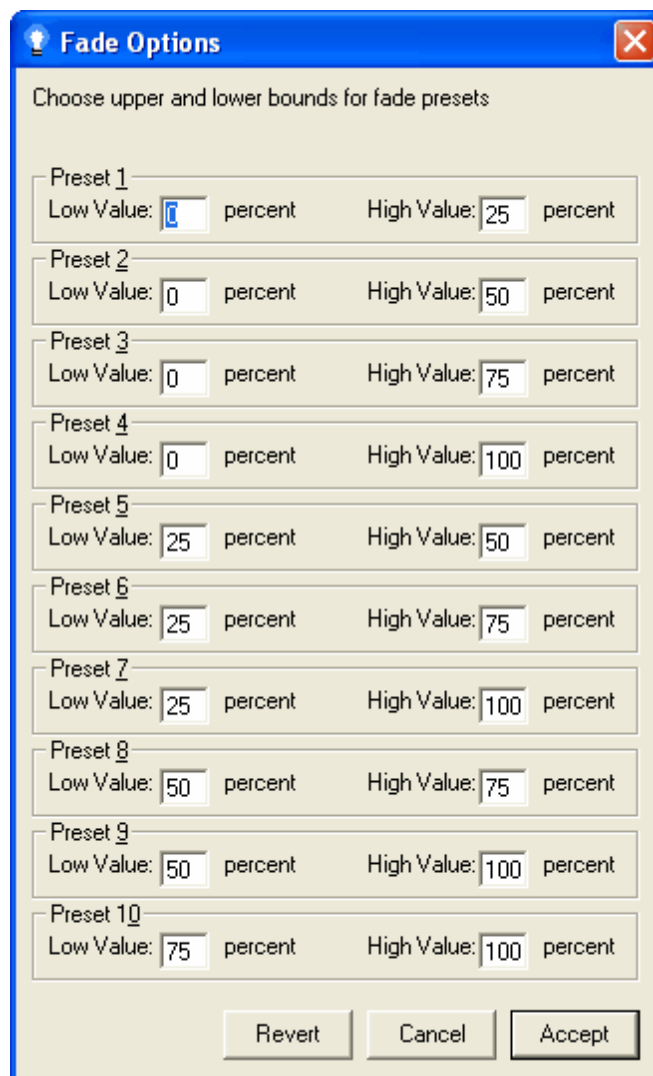 Fade Options
Choose upper and lower bounds for fade presets
Preset 1
Low Value: 0 percent High Value: 25 percent
Preset 2
Low Value: 0 percent High Value: 50 percent
Preset 3
Low Value: 0 percent High Value: 75 percent
Preset 4
Low Value: 0 percent High Value: 100 percent
Preset 5
Low Value: 25 percent High Value: 50 percent
Preset 6
Low Value: 25 percent High Value: 75 percent
Preset 7
Low Value: 25 percent High Value: 100 percent
Preset 8
Low Value: 50 percent High Value: 75 percent
Preset 9
Low Value: 50 percent High Value: 100 percent
Preset 10
Low Value: 75 percent High Value: 100 percent
Revert Cancel Accept